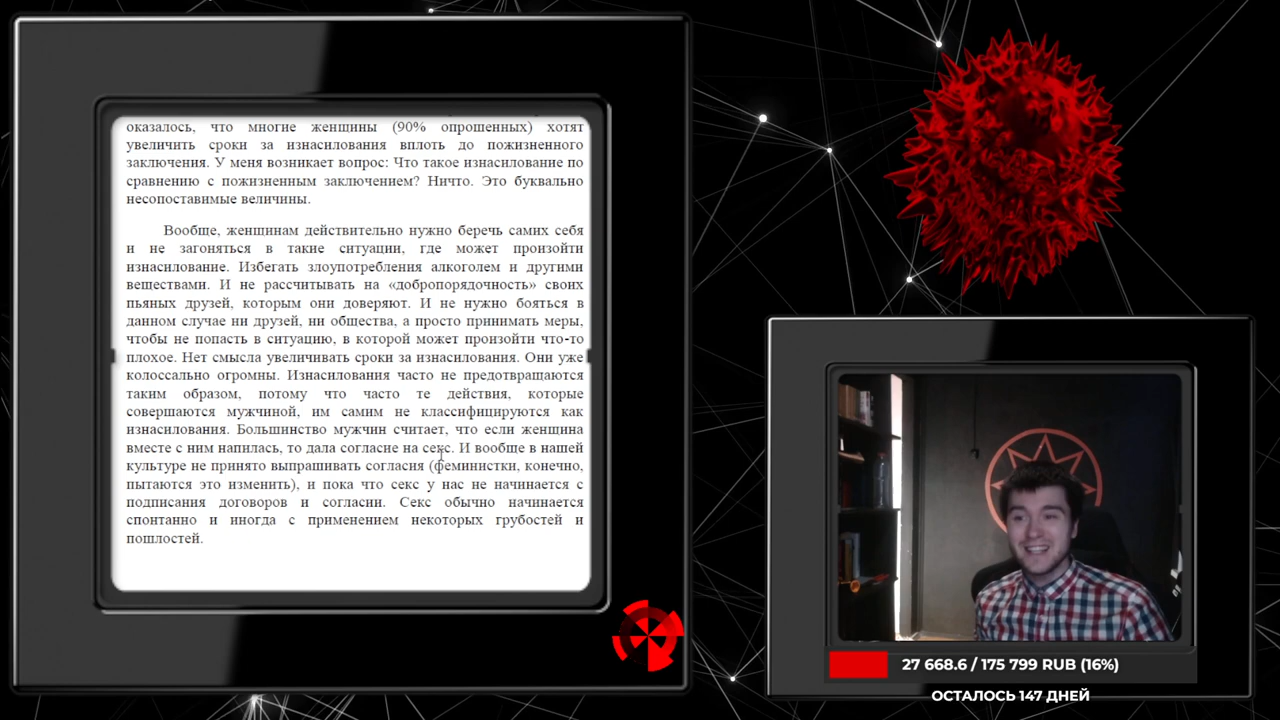 оказалось, что многие женщины (90% опрошенных) хотят
увеличить сроки за изнасилования вплоть до пожизненного
заключения. У меня возникает вопрос: Что такое изнасилование по
сравнению с пожизненным заключением? Ничто. Это буквально
несопоставимые величины.
Вообще, женщинам действительно нужно беречь самих себя
и не загоняться в такие ситуации, где может произойти
изнасилование. Избегать злоупотребления алкоголем и другими
веществами. И не рассчитывать на «добропорядочность» своих
пьяных друзей, которым они доверяют. И не нужно бояться в
данном случае ни друзей, ни общества, а просто принимать меры,
чтобы не попасть в ситуацию, в которой может произойти что-то
плохое. Нет смысла увеличивать сроки за изнасилования. Они уже
колоссально огромны. Изнасилования часто не предотвращаются
таким образом, потому что часто те действия, которые
совершаются мужчиной, им самим не классифицируются как
изнасилования. Большинство мужчин считает, что если женщина
вместе с ним напилась, то дала согласие на секс. И вообще в нашей
культуре не принято выпрашивать согласия (феминистки, конечно,
пытаются это изменить), и пока что секс у нас не начинается с
подписания договоров и согласии. Секс обычно начинается
спонтанно и иногда с применением некоторых грубостей и
пошлостей.
27 668.6 / 175 799 RUB (16%)
ОСТАЛОСЬ 147 ДНЕЙ